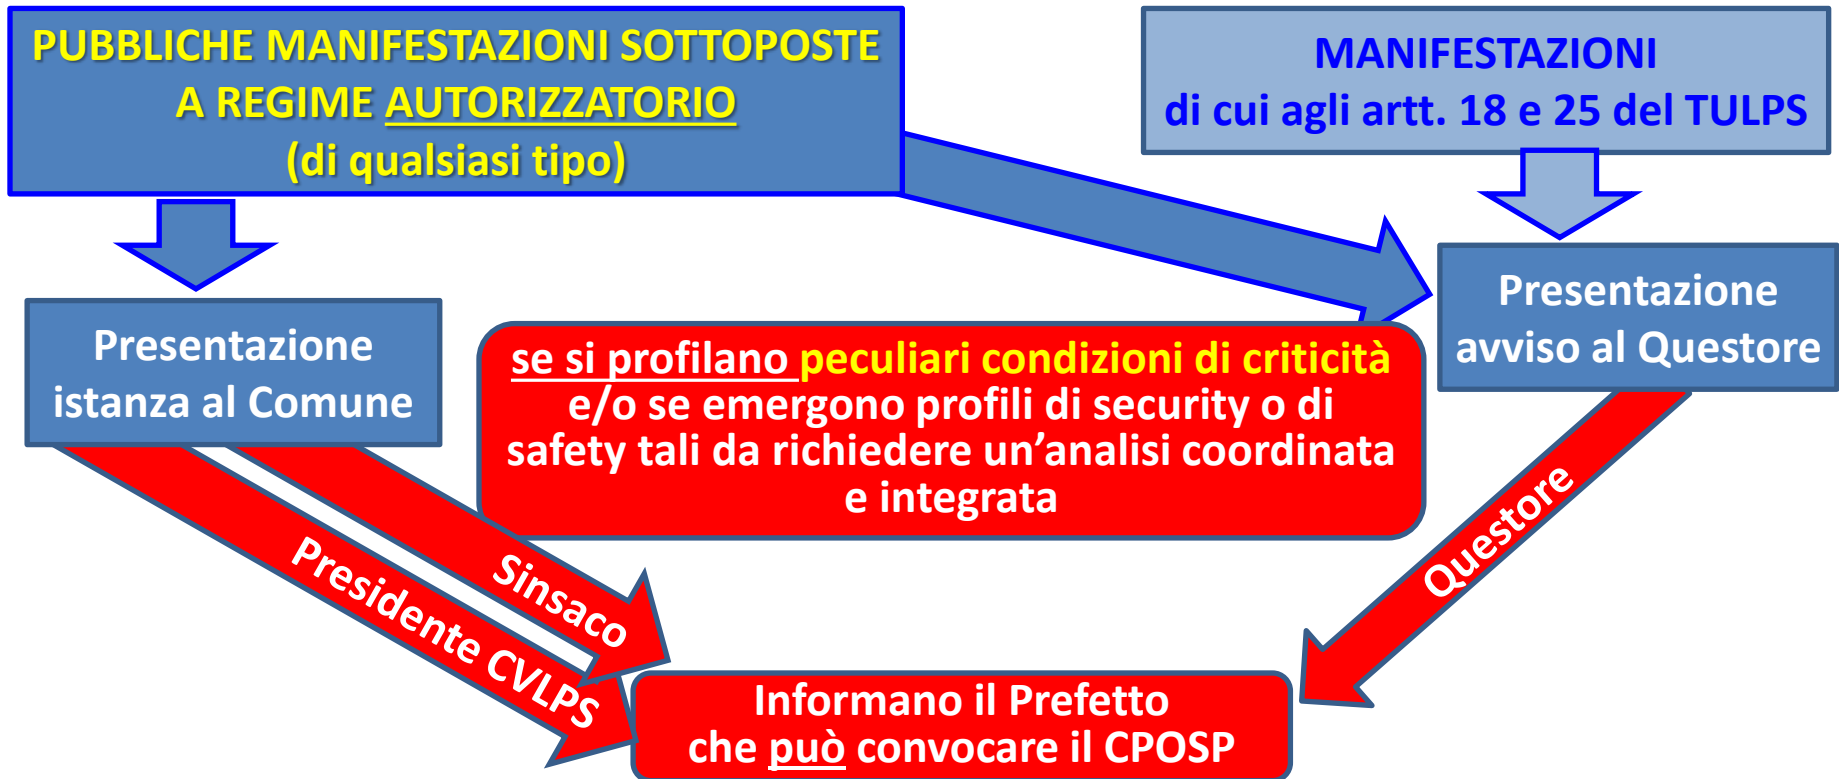 PUBBLICHE MANIFESTAZIONI SOTTOPOSTE
A REGIME AUTORIZZATORIO
(di qualsiasi tipo)
MANIFESTAZIONI
di cui agli artt. 18 e 25 del TULPS
Presentazione
istanza al Comune
se si profilano peculiari condizioni di criticità
e/o se emergono profili di security o di
safety tali da richiedere un’analisi coordinata
e integrata
Presentazione
avviso al Questore
Presidente CVLPS
Sinsaco
Questore
Informano il Prefetto
che può convocare il CPOSP